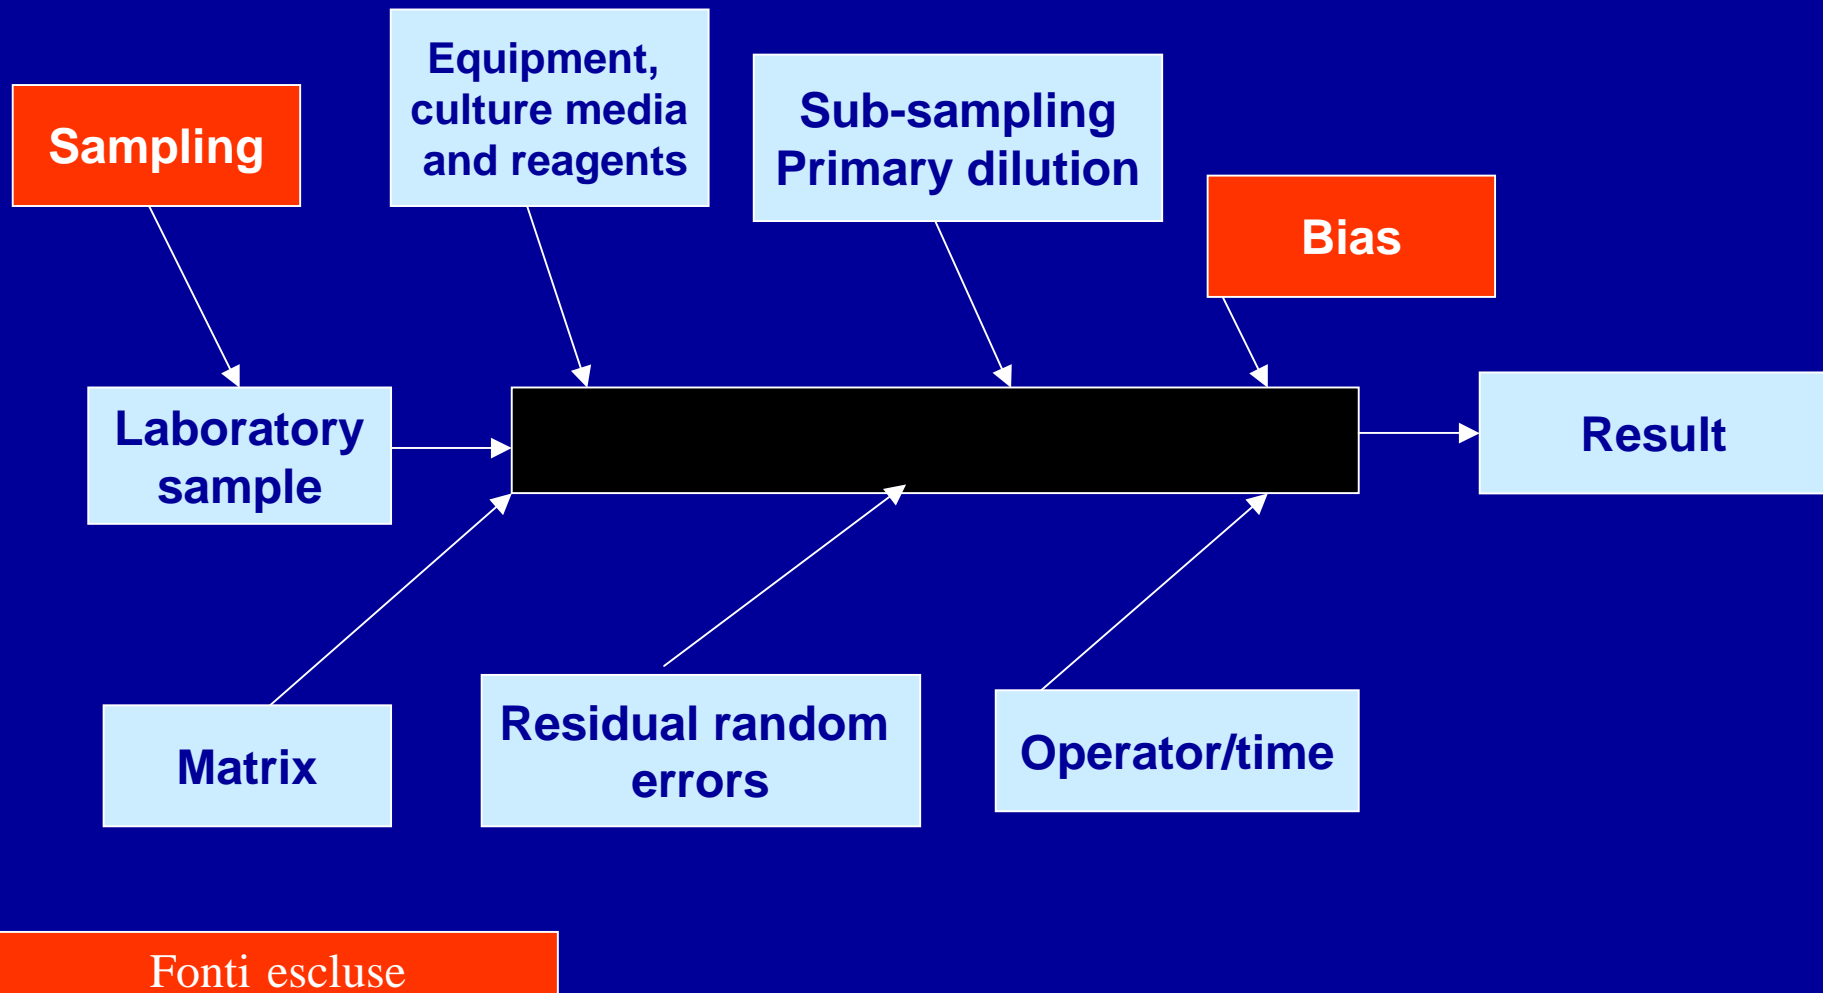 Equipment,
culture media
and reagents
Sampling
Sub-sampling
Primary dilution
Bias
Laboratory
sample
Result
Matrix
Residual random
errors
Operator/time
Fonti escluse